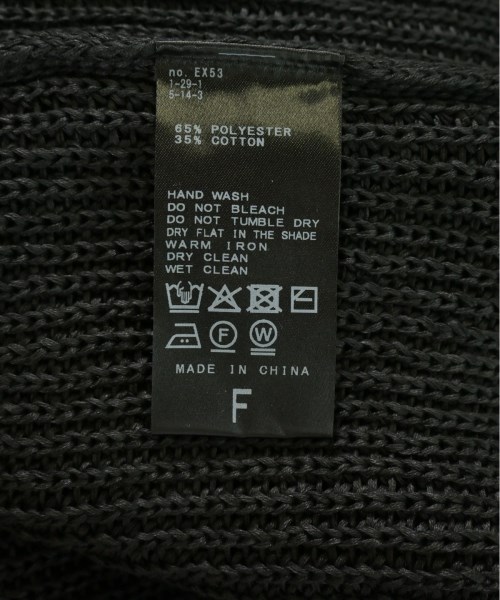 no. EX53
1-29-1
5-14-3
65% POLYESTER
35% COTTON
HAND WASH
DO NOT BLEACH
DO NOT TUMBLE DRY
DRY FLAT IN THE SHADE
WARM IRON
DRY CLEAN
WET CLEAN
F W
MADE IN CHINA
F